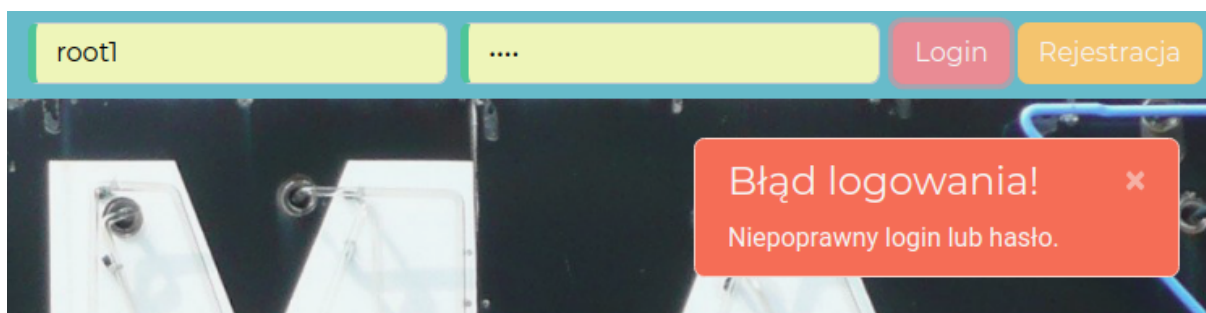 root1
••••
Login
Rejestracja
Błąd logowania!
×
Niepoprawny login lub hasło.